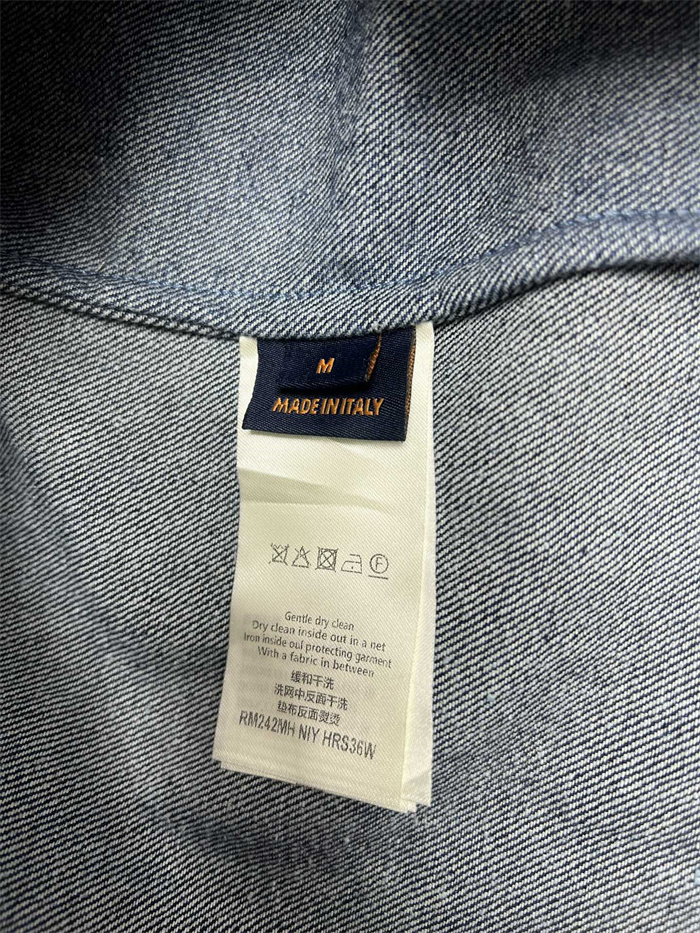 M
MADE IN ITALY
F
Gentle dry clean
Dry clean inside out in a net
Iron inside out protecting garment
With a fabric in between
缓和干洗
洗网中反面干洗
垫布反面熨烫
RM242MH NIY HRS36W